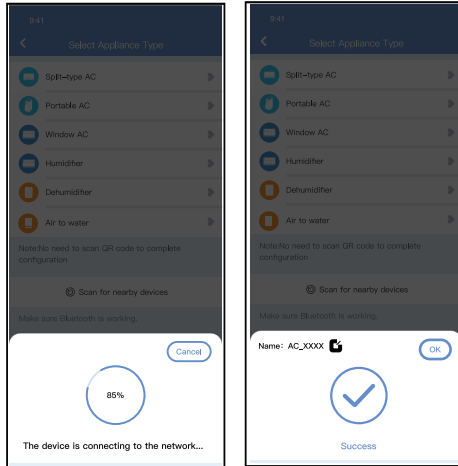 9:41
Select Appliance Type
Split-type AC
Portable AC
Window AC
Humidifier
Dehumidifier
Air to water
Note:No need to scan QR code to complete
configuration
Scan for nearby devices
Make sure Bluetooth is working.
Cancel
85%
The device is connecting to the network...
9:41
Select Appliance Type
Split-type AC
Portable AC
Window AC
Humidifier
Dehumidifier
Air to water
Note:No need to scan QR code to complete
configuration
Scan for nearby devices
Make sure Bluetooth is working.
Name: AC_XXXX
OK
Success